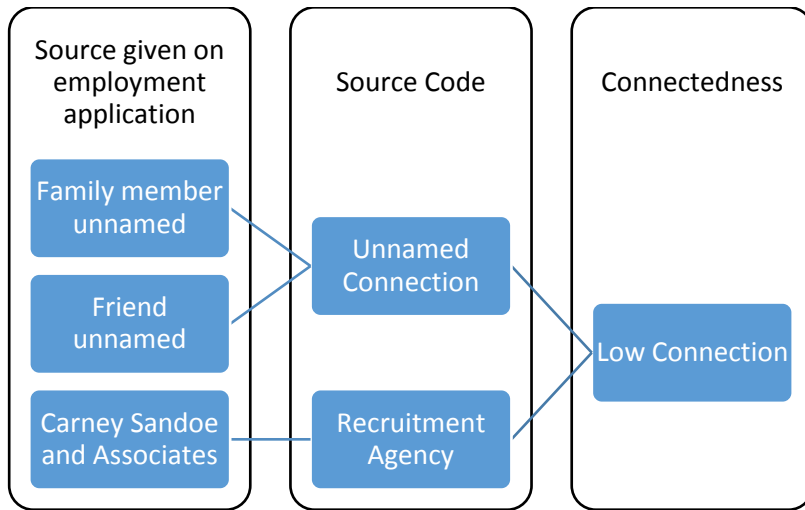 Source given on
employment
application
Family member
unnamed
Friend
unnamed
Carney Sandoe
and Associates
Source Code
Unnamed
Connection
Recruitment
Agency
Connectedness
Low Connection